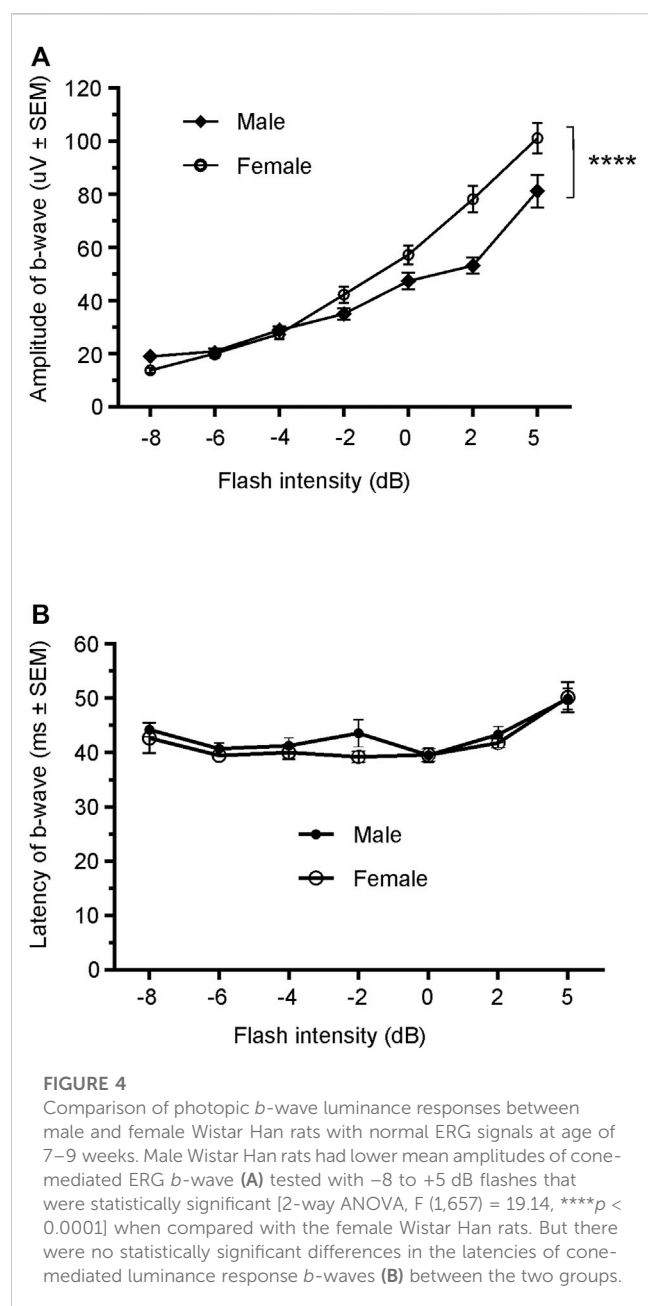 A
Amplitude of b-wave (uV ± SEM)
120
100
80
60
40
20
0
Male
Female
****
-8 -6 -4 -2 0 2 5
Flash intensity (dB)
B
Latency of b-wave (ms ± SEM)
60
50
40
30
20
10
0
Male
Female
-8 -6 -4 -2 0 2 5
Flash intensity (dB)
FIGURE 4
Comparison of photopic b-wave luminance responses between
male and female Wistar Han rats with normal ERG signals at age of
7–9 weeks. Male Wistar Han rats had lower mean amplitudes of cone-
mediated ERG b-wave (A) tested with –8 to +5 dB flashes that
were statistically significant [2-way ANOVA, F (1,657) = 19.14, ****p <
0.0001] when compared with the female Wistar Han rats. But there
were no statistically significant differences in the latencies of cone-
mediated luminance response b-waves (B) between the two groups.